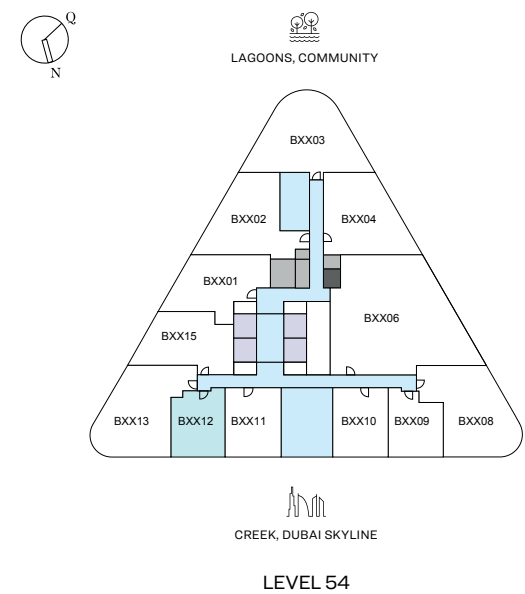 Q
N
LAGOONS, COMMUNITY
BXX03
BXX02
BXX04
BXX01
BXX06
BXX15
BXX13
BXX12
BXX11
BXX10
BXX09
BXX08
CREEK, DUBAI SKYLINE
LEVEL 54